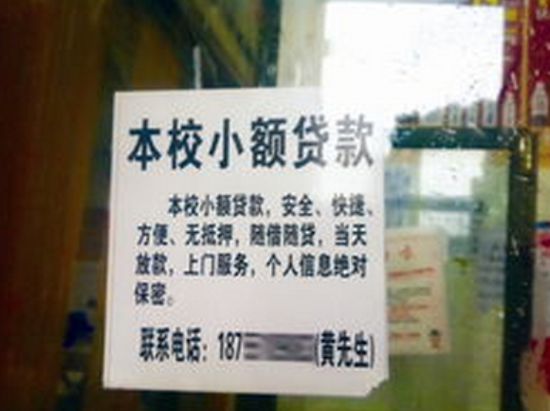 本校小额贷款
本校小额贷款，安全、快捷、
方便、无抵押，随借随贷，当天
放款，上门服务，个人信息绝对
保密。
联系电话：187 (黄先生)